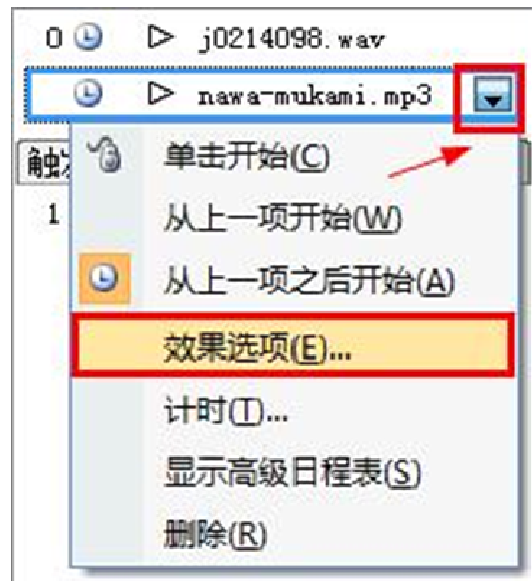 0 j0214098.wav
nawa-mukami.mp3
触
单击开始(C)
1
从上一项开始(W)
从上一项之后开始(A)
效果选项(E)...
计时(T)...
显示高级日程表(S)
删除(R)